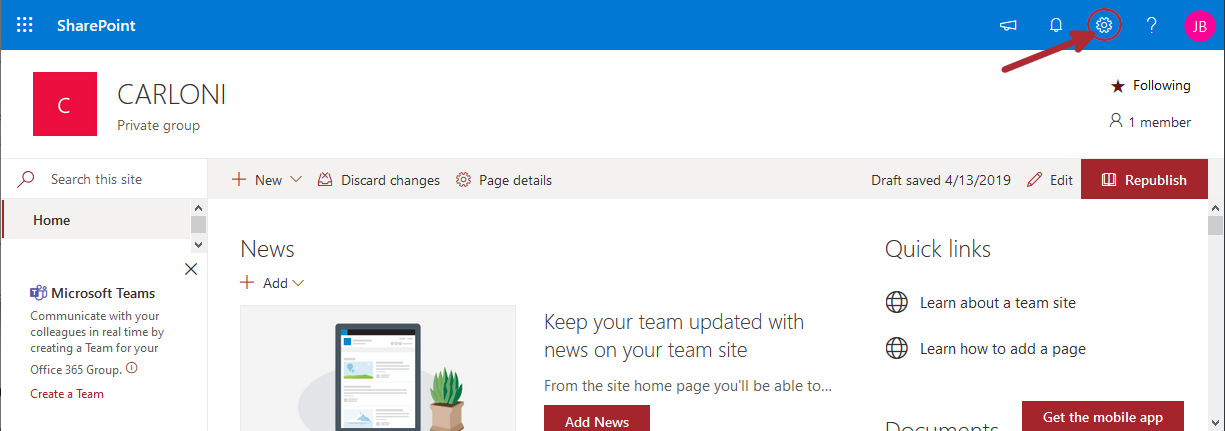 SharePoint
?
JB
C
CARLONI
Private group
Following
1 member
Search this site
New
Discard changes
Page details
Draft saved 4/13/2019
Edit
Republish
Home
Microsoft Teams
Communicate with your
colleagues in real time by
creating a Team for your
Office 365 Group.
Create a Team
News
Add
Keep your team updated with
news on your team site
From the site home page you'll be able to...
Add News
Quick links
Learn about a team site
Learn how to add a page
Documents
Get the mobile app